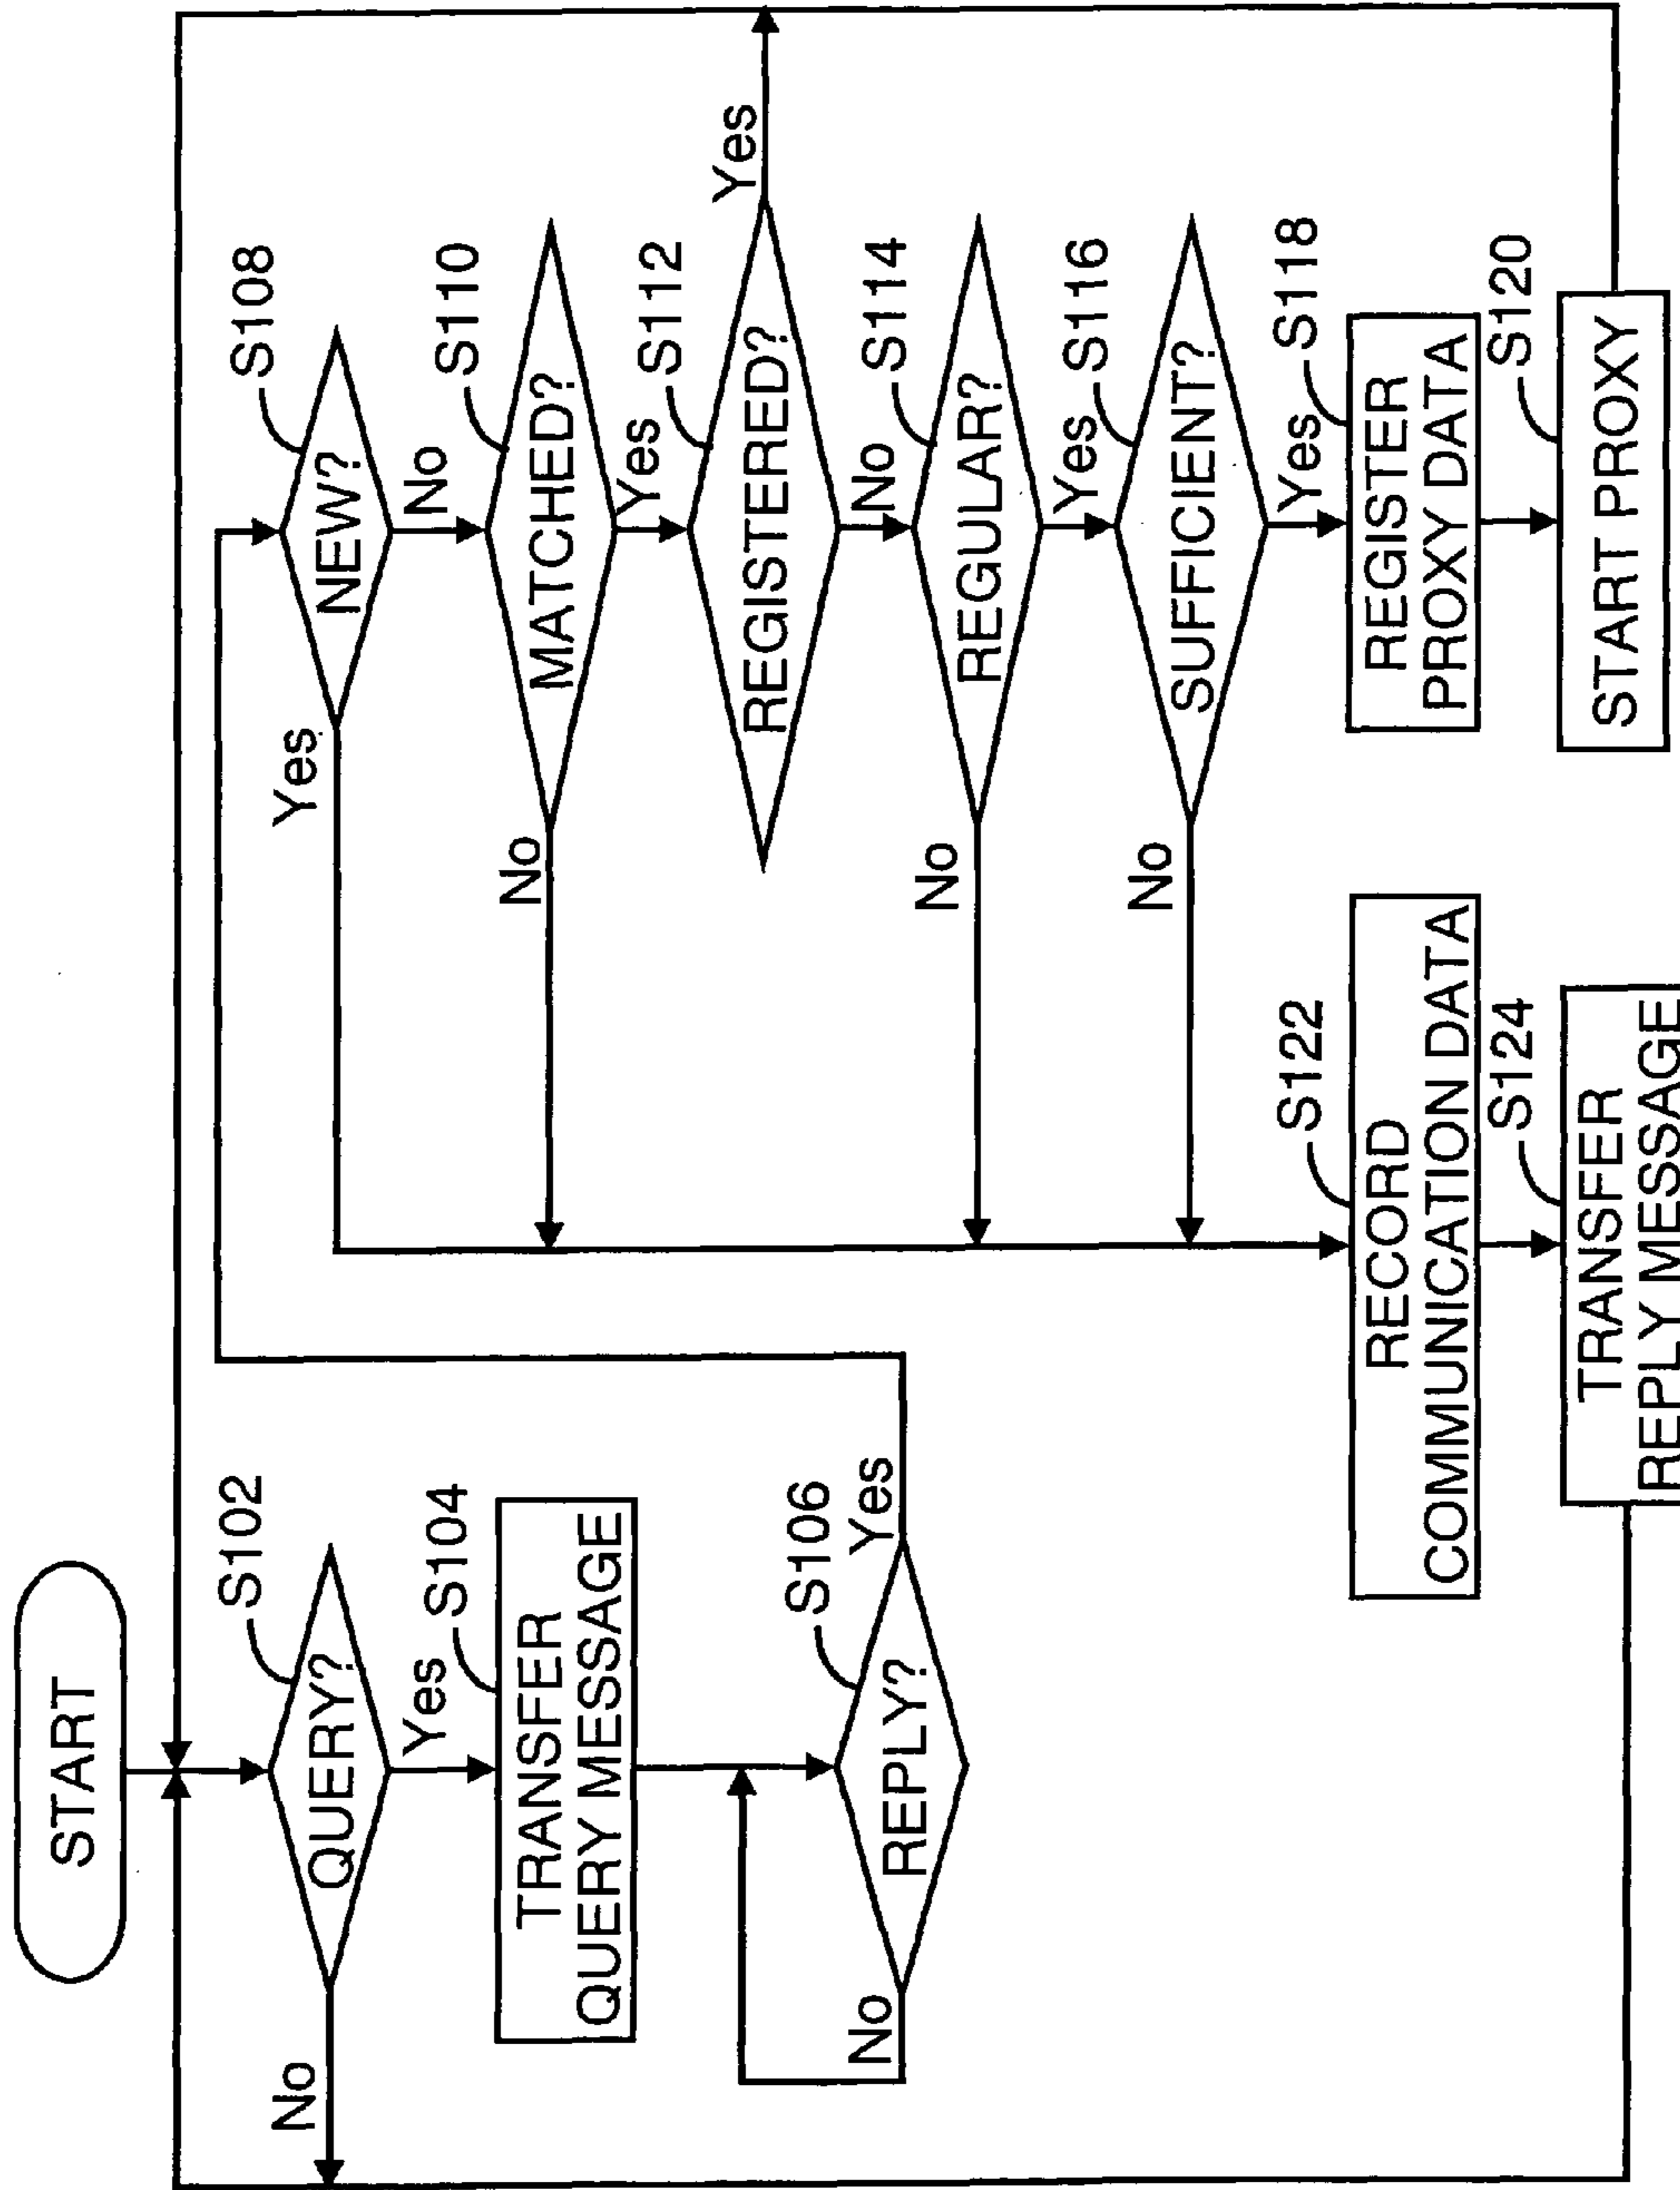 START
S102
QUERY?
No
Yes
S104
TRANSFER
QUERY MESSAGE
S106
REPLY?
No
Yes
S108
NEW?
Yes
No
S110
MATCHED?
No
Yes
S112
REGISTERED?
Yes
No
S114
REGULAR?
No
Yes
S116
SUFFICIENT?
No
Yes
S118
REGISTER
PROXY DATA
S120
START PROXY
S122
RECORD
COMMUNICATION DATA
S124
TRANSFER
REPLY MESSAGE